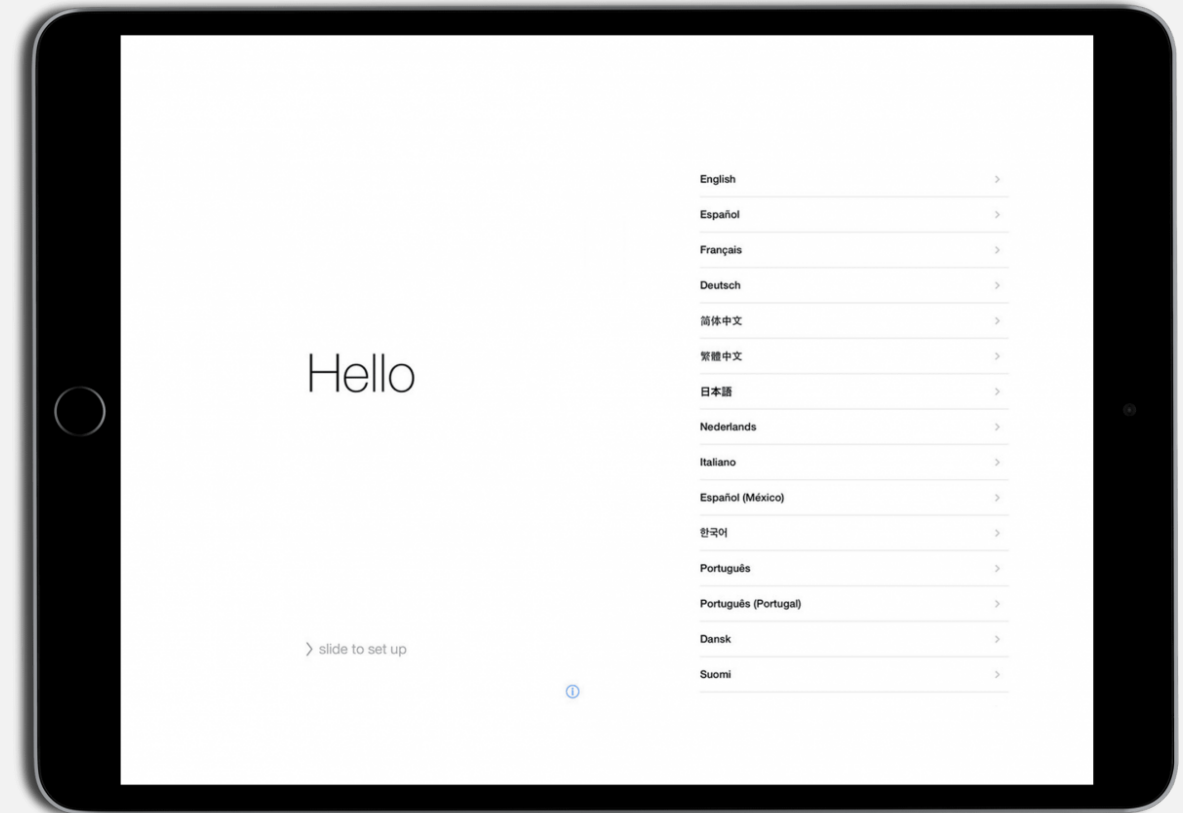 Hello
> slide to set up
English
Español
Français
Deutsch
简体中文
繁體中文
日本語
Nederlands
Italiano
Español (México)
한국어
Português
Português (Portugal)
Dansk
Suomi